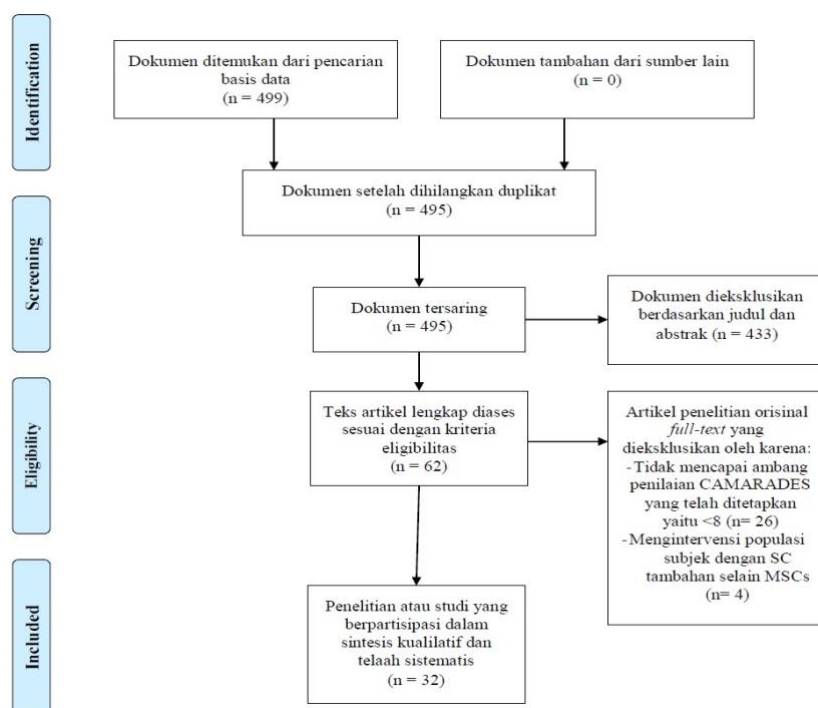 Identification
Dokumen ditemukan dari pencarian
basis data
(n = 499)
Dokumen tambahan dari sumber lain
(n = 0)
Dokumen setelah dihilangkan duplikat
(n = 495)
Screening
Dokumen tersaring
(n = 495)
Dokumen dieksklusikan
berdasarkan judul dan
abstrak (n = 433)
Eligibility
Teks artikel lengkap diases
sesuai dengan kriteria
eligibilitas
(n = 62)
Artikel penelitian orisinal
full-text yang
dieksklusikan oleh karena:
-Tidak mencapai ambang
penilaian CAMARADES
yang telah ditetapkan
yaitu <8 (n= 26)
-Mengintervensi populasi
subjek dengan SC
tambahan selain MSCs
(n= 4)
Included
Penelitian atau studi yang
berpartisipasi dalam
sintesis kualilatif dan
telaah sistematis
(n = 32)